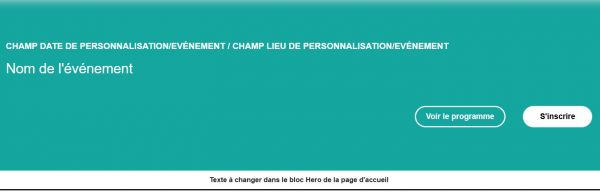 CHAMP DATE DE PERSONNALISATION/EVÉNEMENT / CHAMP LIEU DE PERSONNALISATION/EVÉNEMENT
Nom de l'événement
Voir le programme
S'inscrire
Texte à changer dans le bloc Hero de la page d'accueil